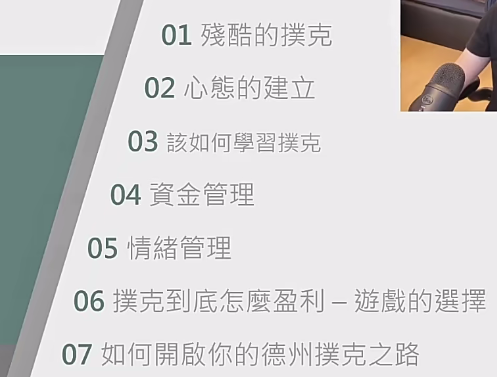 01 殘酷的撲克
02 心態的建立
03 該如何學習撲克
04 資金管理
05 情緒管理
06 撲克到底怎麼盈利 – 遊戲的選擇
07 如何開啟你的德州撲克之路